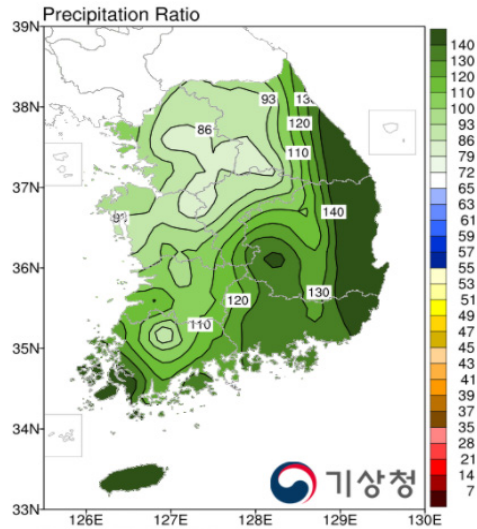 Precipitation Ratio
39N
38N
37N
36N
35N
34N
33N
126E
127E
128E
129E
130E
93
130
120
110
86
140
120
130
110
140
130
120
110
100
93
86
79
72
65
63
61
59
57
55
53
51
49
47
45
43
41
39
37
35
28
21
14
7
기상청